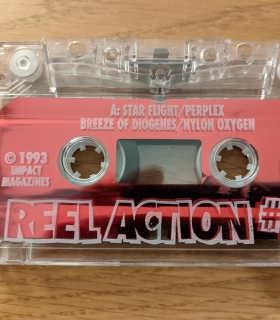 A: STAR FLIGHT/PERPLEX
BREEZE OF DIOGENES/NYLON OXYGEN
© 1993
IMPACT
MAGAZINES
REEL ACTION #